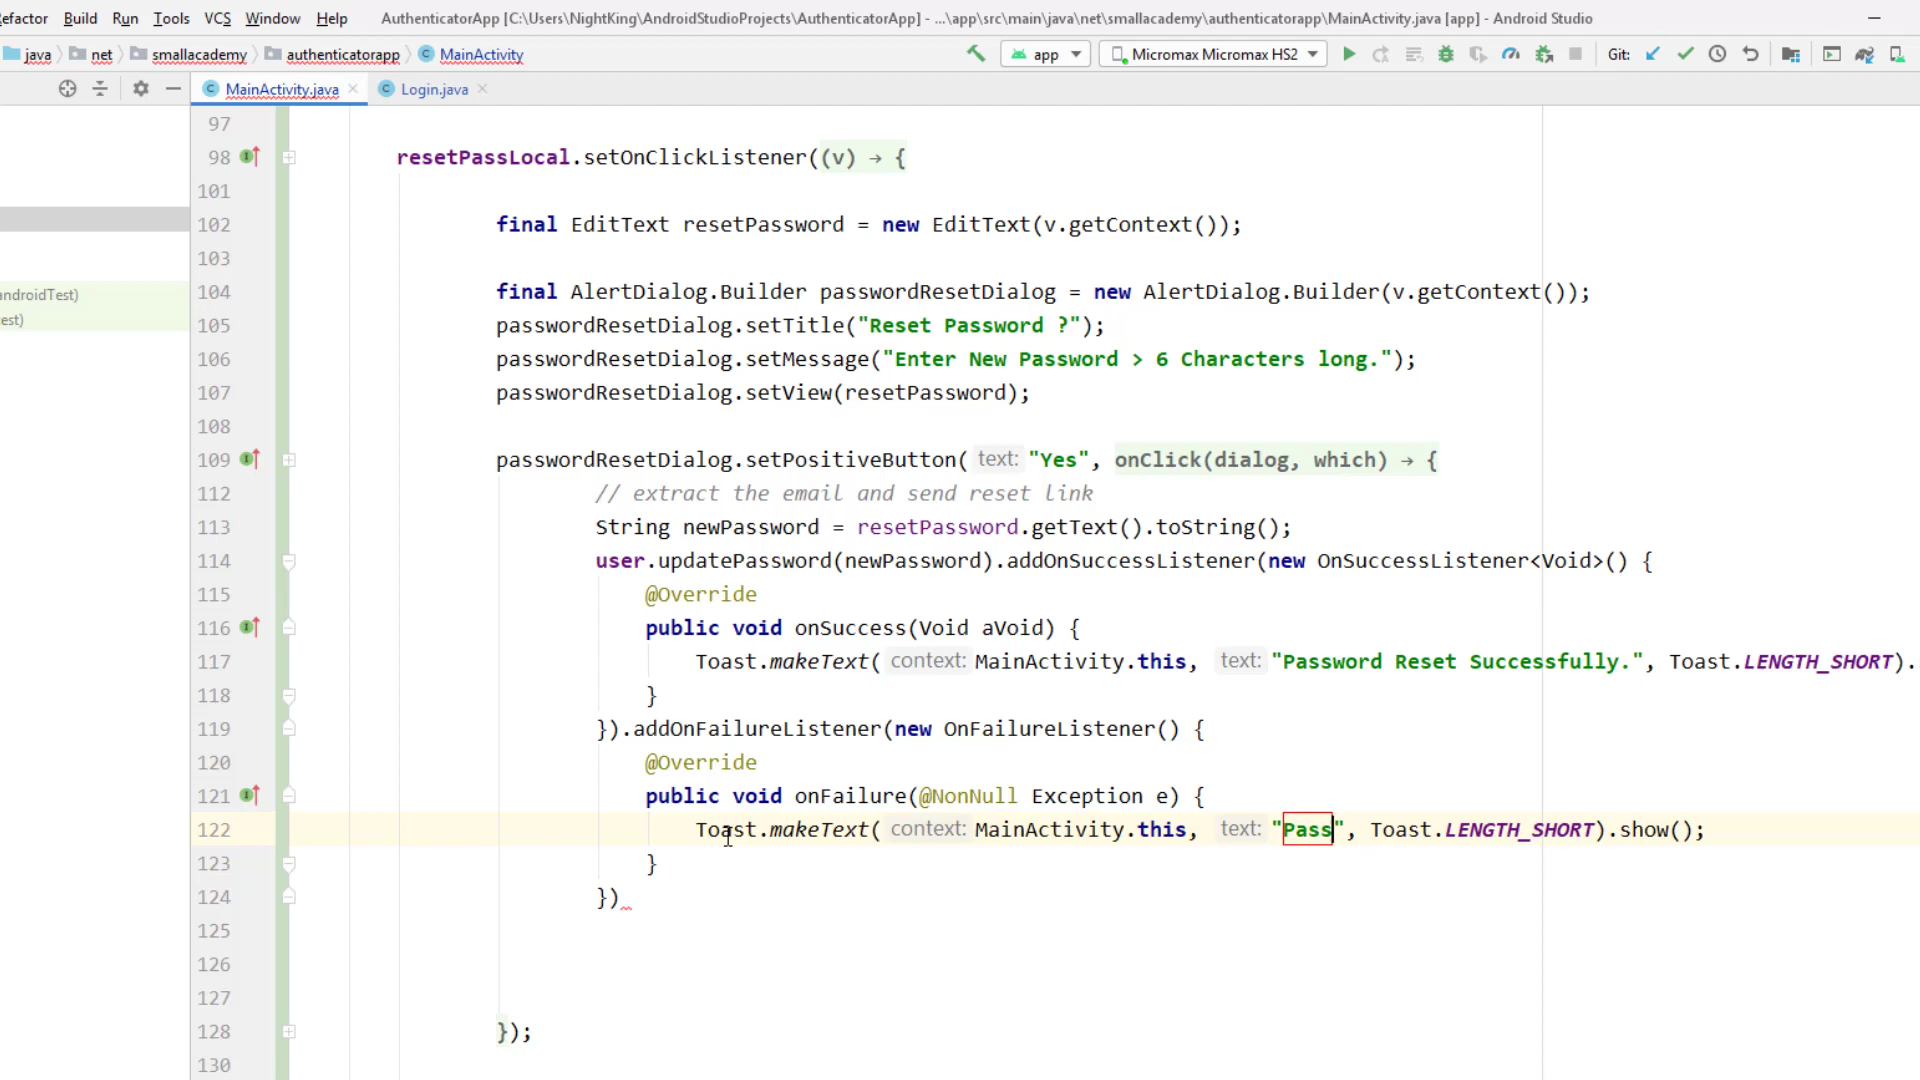 efactor Build Run Tools VCS Window Help AuthenticatorApp [C:\Users\NightKing\AndroidStudioProjects\AuthenticatorApp] - ...\app\src\main\java\net\smallacademy\authenticatorapp\MainActivity.java [app] - Android Studio
java net smallacademy authenticatorapp MainActivity app Micromax Micromax HS2 Git:
MainActivity.java Login.java
97
98 resetPassLocal.setOnClickListener((v) → {
101
102 final EditText resetPassword = new EditText(v.getContext());
103
androidTest) 104 final AlertDialog.Builder passwordResetDialog = new AlertDialog.Builder(v.getContext());
est) 105 passwordResetDialog.setTitle("Reset Password ?");
106 passwordResetDialog.setMessage("Enter New Password > 6 Characters long.");
107 passwordResetDialog.setView(resetPassword);
108
109 passwordResetDialog.setPositiveButton( text: "Yes", onClick(dialog, which) → {
112 // extract the email and send reset link
113 String newPassword = resetPassword.getText().toString();
114 user.updatePassword(newPassword).addOnSuccessListener(new OnSuccessListener<Void>() {
115 @Override
116 public void onSuccess(Void aVoid) {
117 Toast.makeText( context: MainActivity.this, text: "Password Reset Successfully.", Toast.LENGTH_SHORT).
118 }
119 }).addOnFailureListener(new OnFailureListener() {
120 @Override
121 public void onFailure(@NonNull Exception e) {
122 Toast.makeText( context: MainActivity.this, text: "Pass", Toast.LENGTH_SHORT).show();
123 }
124 })
125
126
127
128 });
130